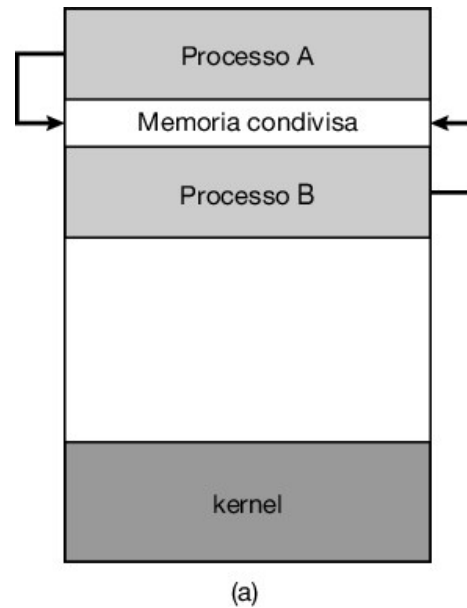 Processo A
Memoria condivisa
Processo B
kernel
(a)